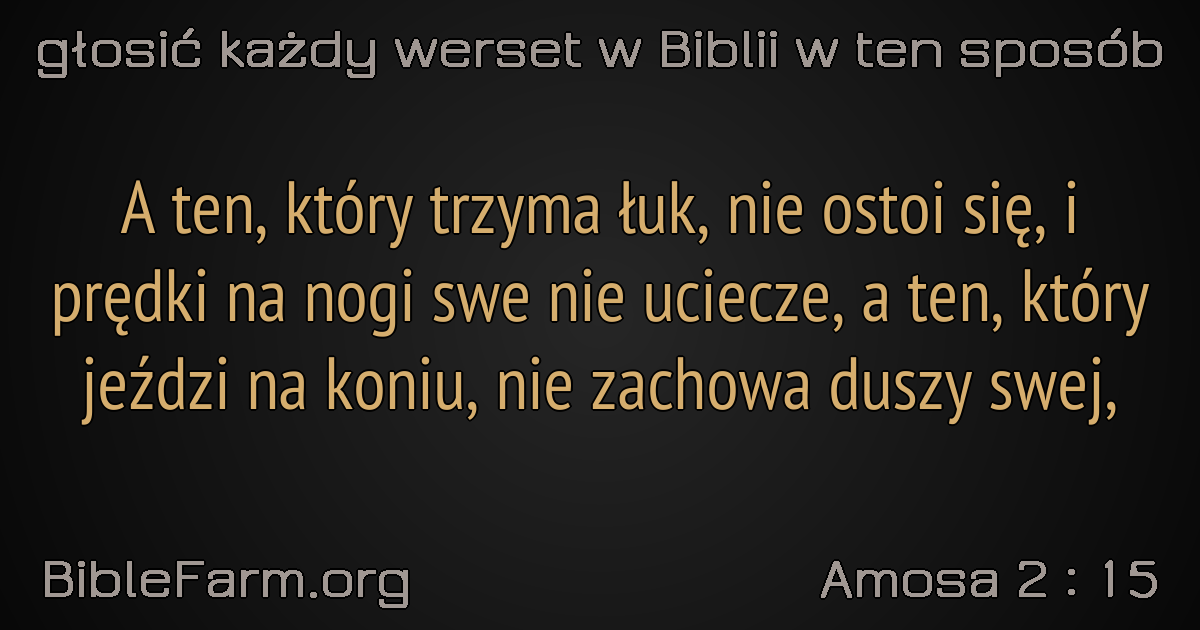 głosić każdy werset w Biblii w ten sposób
A ten, który trzyma łuk, nie ostoi się, i
prędki na nogi swe nie uciecze, a ten, który
jeździ na koniu, nie zachowa duszy swej,
BibleFarm.org
Amosa 2 : 15